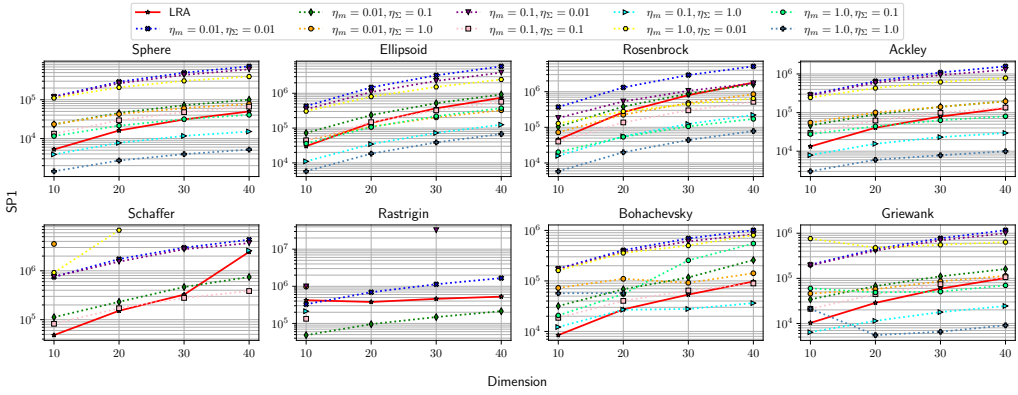 LRA
η_m = 0.01, η_Σ = 0.01
η_m = 0.01, η_Σ = 0.1
η_m = 0.01, η_Σ = 1.0
η_m = 0.1, η_Σ = 0.01
η_m = 0.1, η_Σ = 0.1
η_m = 0.1, η_Σ = 1.0
η_m = 1.0, η_Σ = 0.01
η_m = 1.0, η_Σ = 0.1
η_m = 1.0, η_Σ = 1.0
Sphere
Ellipsoid
Rosenbrock
Ackley
10^5
10^4
10 20 30 40
10^6
10^5
10^4
10 20 30 40
10^6
10^5
10^4
10 20 30 40
10^6
10^5
10^4
10 20 30 40
SP1
Schaffer
Rastrigin
Bohachevsky
Griewank
10^6
10^5
10 20 30 40
10^7
10^6
10^5
10 20 30 40
10^6
10^5
10^4
10 20 30 40
10^6
10^5
10^4
10 20 30 40
Dimension